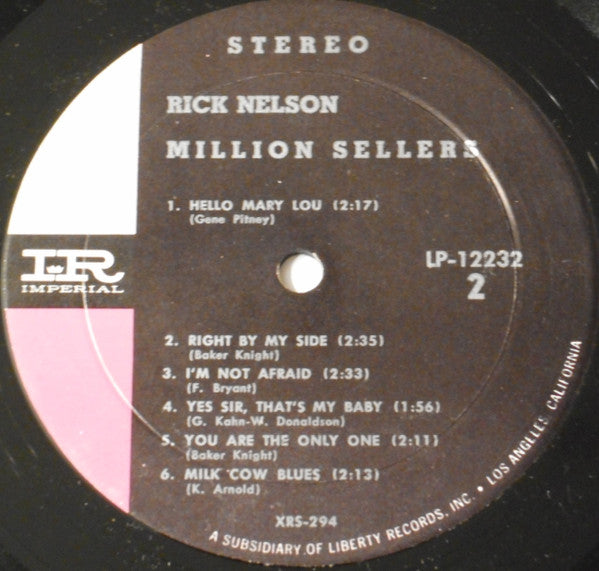 STEREO
RICK NELSON
MILLION SELLERS
1. HELLO MARY LOU (2:17)
(Gene Pitney)
IR
IMPERIAL
LP-12232
2
2. RIGHT BY MY SIDE (2:35)
(Baker Knight)
3. I'M NOT AFRAID (2:33)
(F. Bryant)
4. YES SIR, THAT'S MY BABY (1:56)
(G. Kahn-W. Donaldson)
5. YOU ARE THE ONLY ONE (2:11)
(Baker Knight)
6. MILK COW BLUES (2:13)
(K. Arnold)
XRS-294
A SUBSIDIARY OF LIBERTY RECORDS, INC. • LOS ANGELES, CALIFORNIA